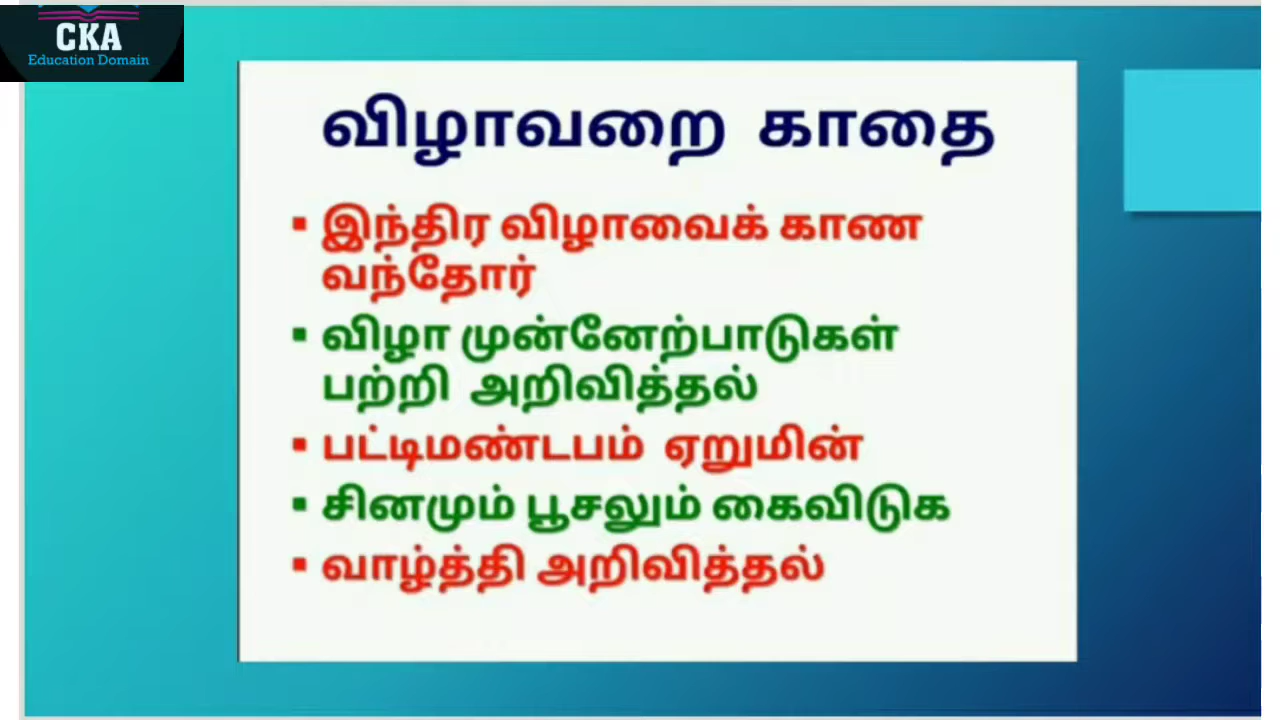 CKA
Education Domain
விழாவறை காதை
▪ இந்திர விழாவைக் காண
வந்தோர்
▪ விழா முன்னேற்பாடுகள்
பற்றி அறிவித்தல்
▪ பட்டிமண்டபம் ஏறுமின்
▪ சினமும் பூசலும் கைவிடுக
▪ வாழ்த்தி அறிவித்தல்